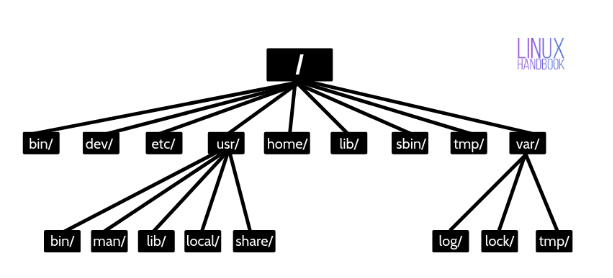 /
LINUX
HANDBOOK
bin/ dev/ etc/ usr/ home/ lib/ sbin/ tmp/ var/
bin/ man/ lib/ local/ share/ log/ lock/ tmp/